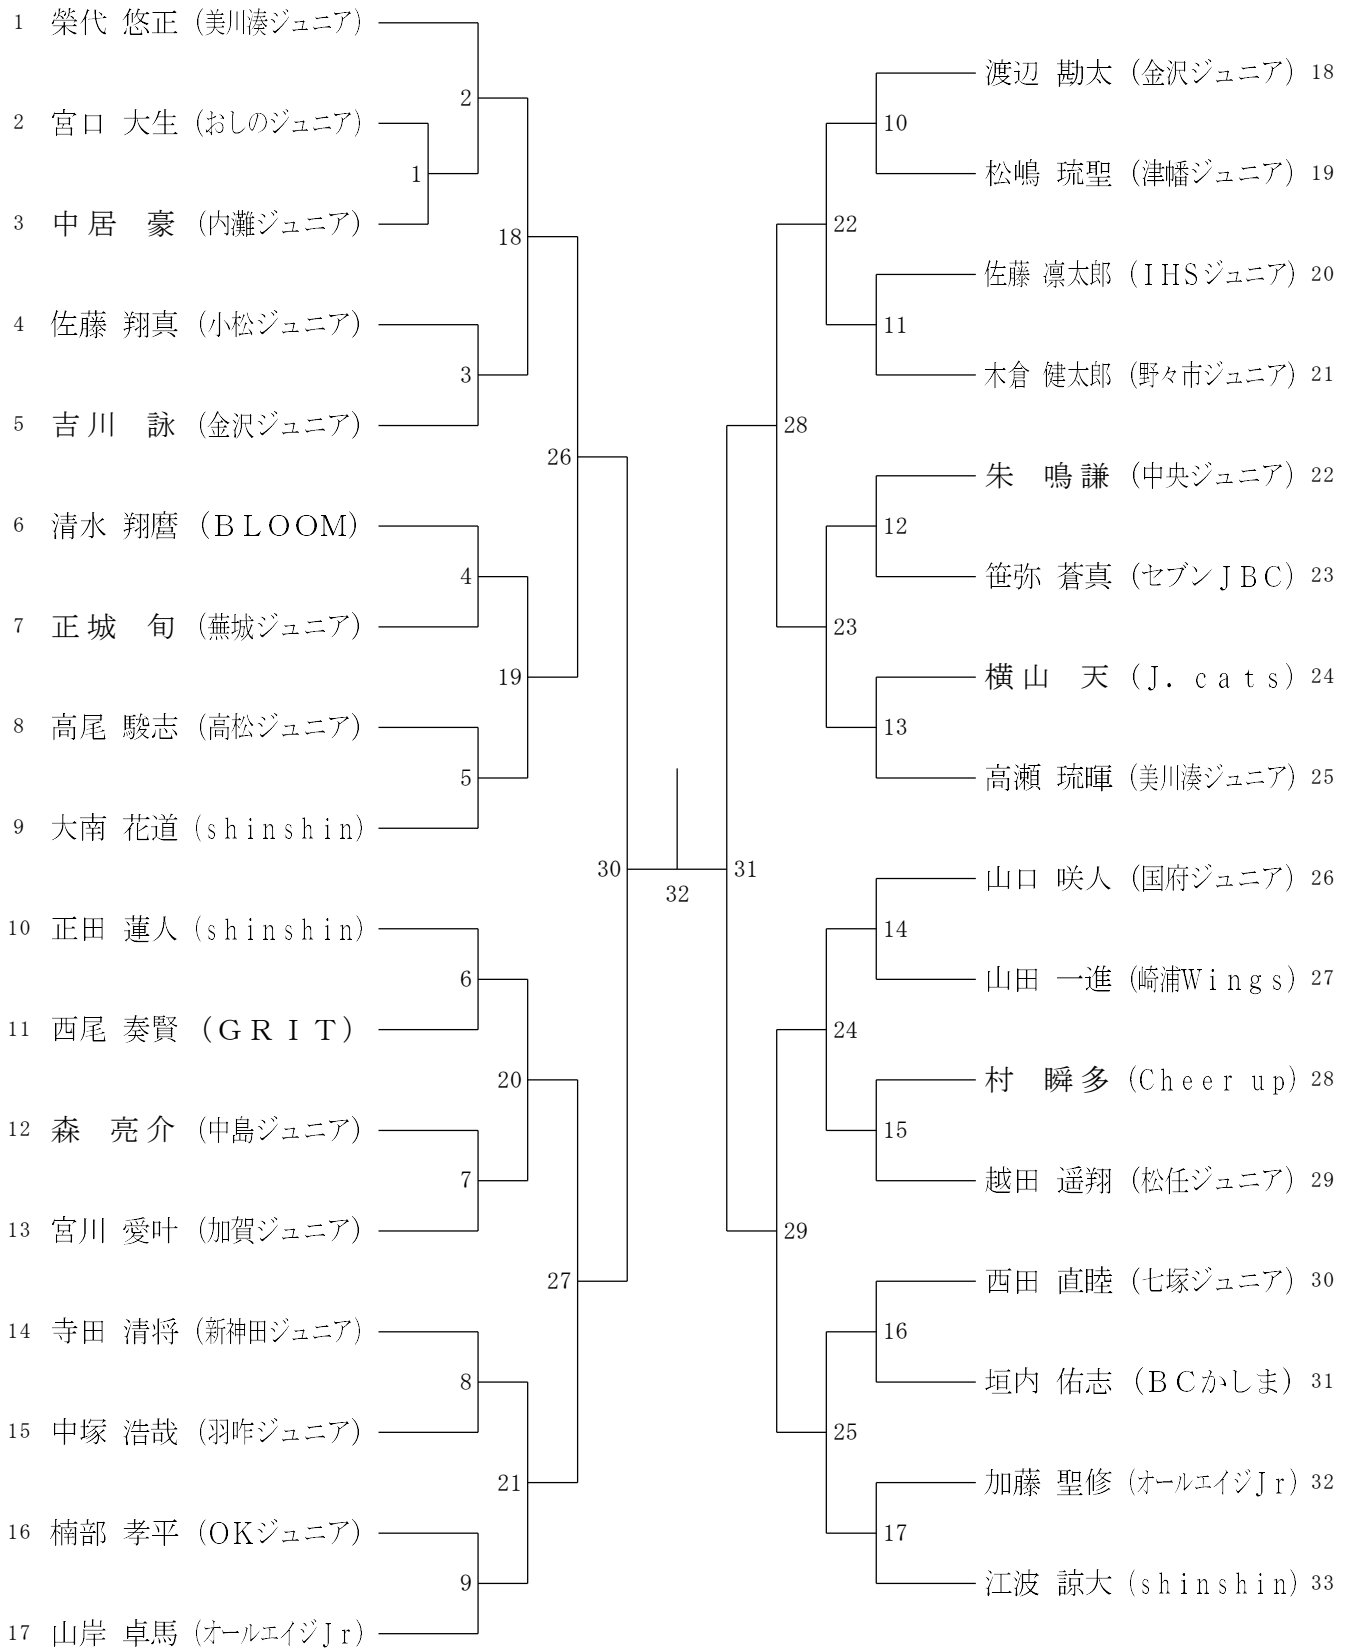 1 榮代 悠正 (美川湊ジュニア)
2 宮口 大生 (おしのジュニア)
3 中居 豪 (内灘ジュニア)
4 佐藤 翔真 (小松ジュニア)
5 吉川 詠 (金沢ジュニア)
6 清水 翔麿 (BLOOM)
7 正城 旬 (蕪城ジュニア)
8 高尾 駿志 (高松ジュニア)
9 大南 花道 (shinshin)
10 正田 蓮人 (shinshin)
11 西尾 奏賢 (GRIT)
12 森 亮介 (中島ジュニア)
13 宮川 愛叶 (加賀ジュニア)
14 寺田 清将 (新神田ジュニア)
15 中塚 浩哉 (羽咋ジュニア)
16 楠部 孝平 (OKジュニア)
17 山岸 卓馬 (オールエイジJr)
1
2
3
4
5
6
7
8
9
18
19
20
21
26
27
30
32
31
28
29
22
23
24
25
10
11
12
13
14
15
16
17
渡辺 勘太 (金沢ジュニア) 18
松嶋 琉聖 (津幡ジュニア) 19
佐藤 凛太郎 (IHSジュニア) 20
木倉 健太郎 (野々市ジュニア) 21
朱 鳴謙 (中央ジュニア) 22
笹弥 蒼真 (セブンJBC) 23
横山 天 (J. cats) 24
高瀬 琉暉 (美川湊ジュニア) 25
山口 咲人 (国府ジュニア) 26
山田 一進 (崎浦Wings) 27
村 瞬多 (Cheer up) 28
越田 遥翔 (松任ジュニア) 29
西田 直睦 (七塚ジュニア) 30
垣内 佑志 (BCかしま) 31
加藤 聖修 (オールエイジJr) 32
江波 諒大 (shinshin) 33